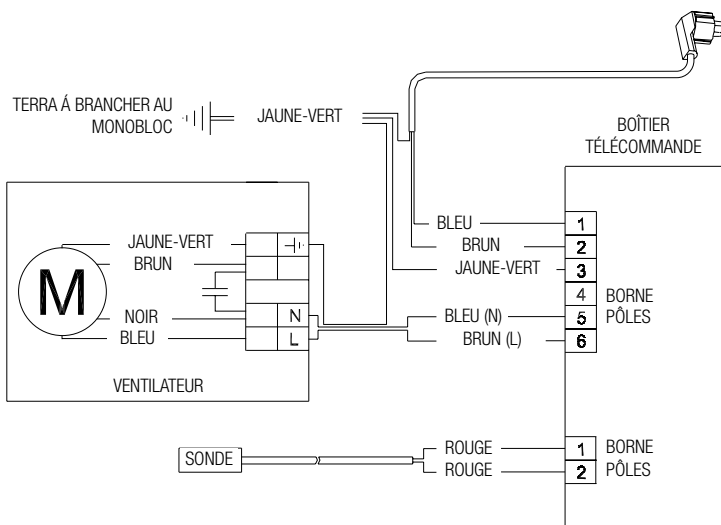 TERRA Á BRANCHER AU
MONOBLOC
JAUNE-VERT
BOÎTIER
TÉLÉCOMMANDE
BLEU
1
BRUN
2
JAUNE-VERT
3
4
BORNE
BLEU (N)
5
PÔLES
BRUN (L)
6
JAUNE-VERT
BRUN
M
NOIR
N
BLEU
L
VENTILATEUR
SONDE
ROUGE
1
BORNE
ROUGE
2
PÔLES